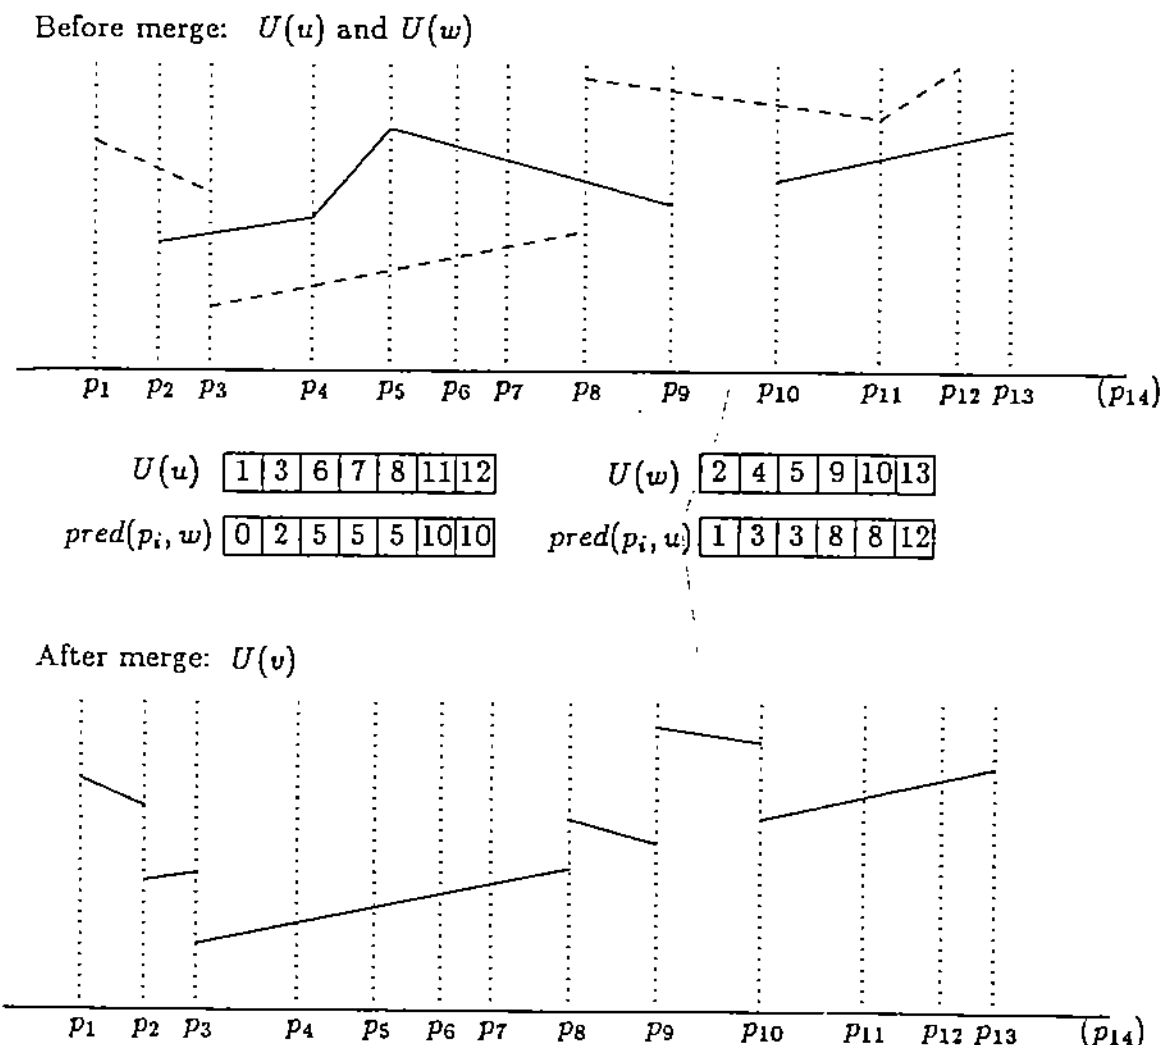 Before merge: U(u) and U(w)
p1 p2 p3 p4 p5 p6 p7 p8 p9 p10 p11 p12 p13 (p14)
U(u) 1 3 6 7 8 11 12 U(w) 2 4 5 9 10 13
pred(pi, w) 0 2 5 5 5 10 10 pred(pi, u) 1 3 3 8 8 12
After merge: U(v)
p1 p2 p3 p4 p5 p6 p7 p8 p9 p10 p11 p12 p13 (p14)